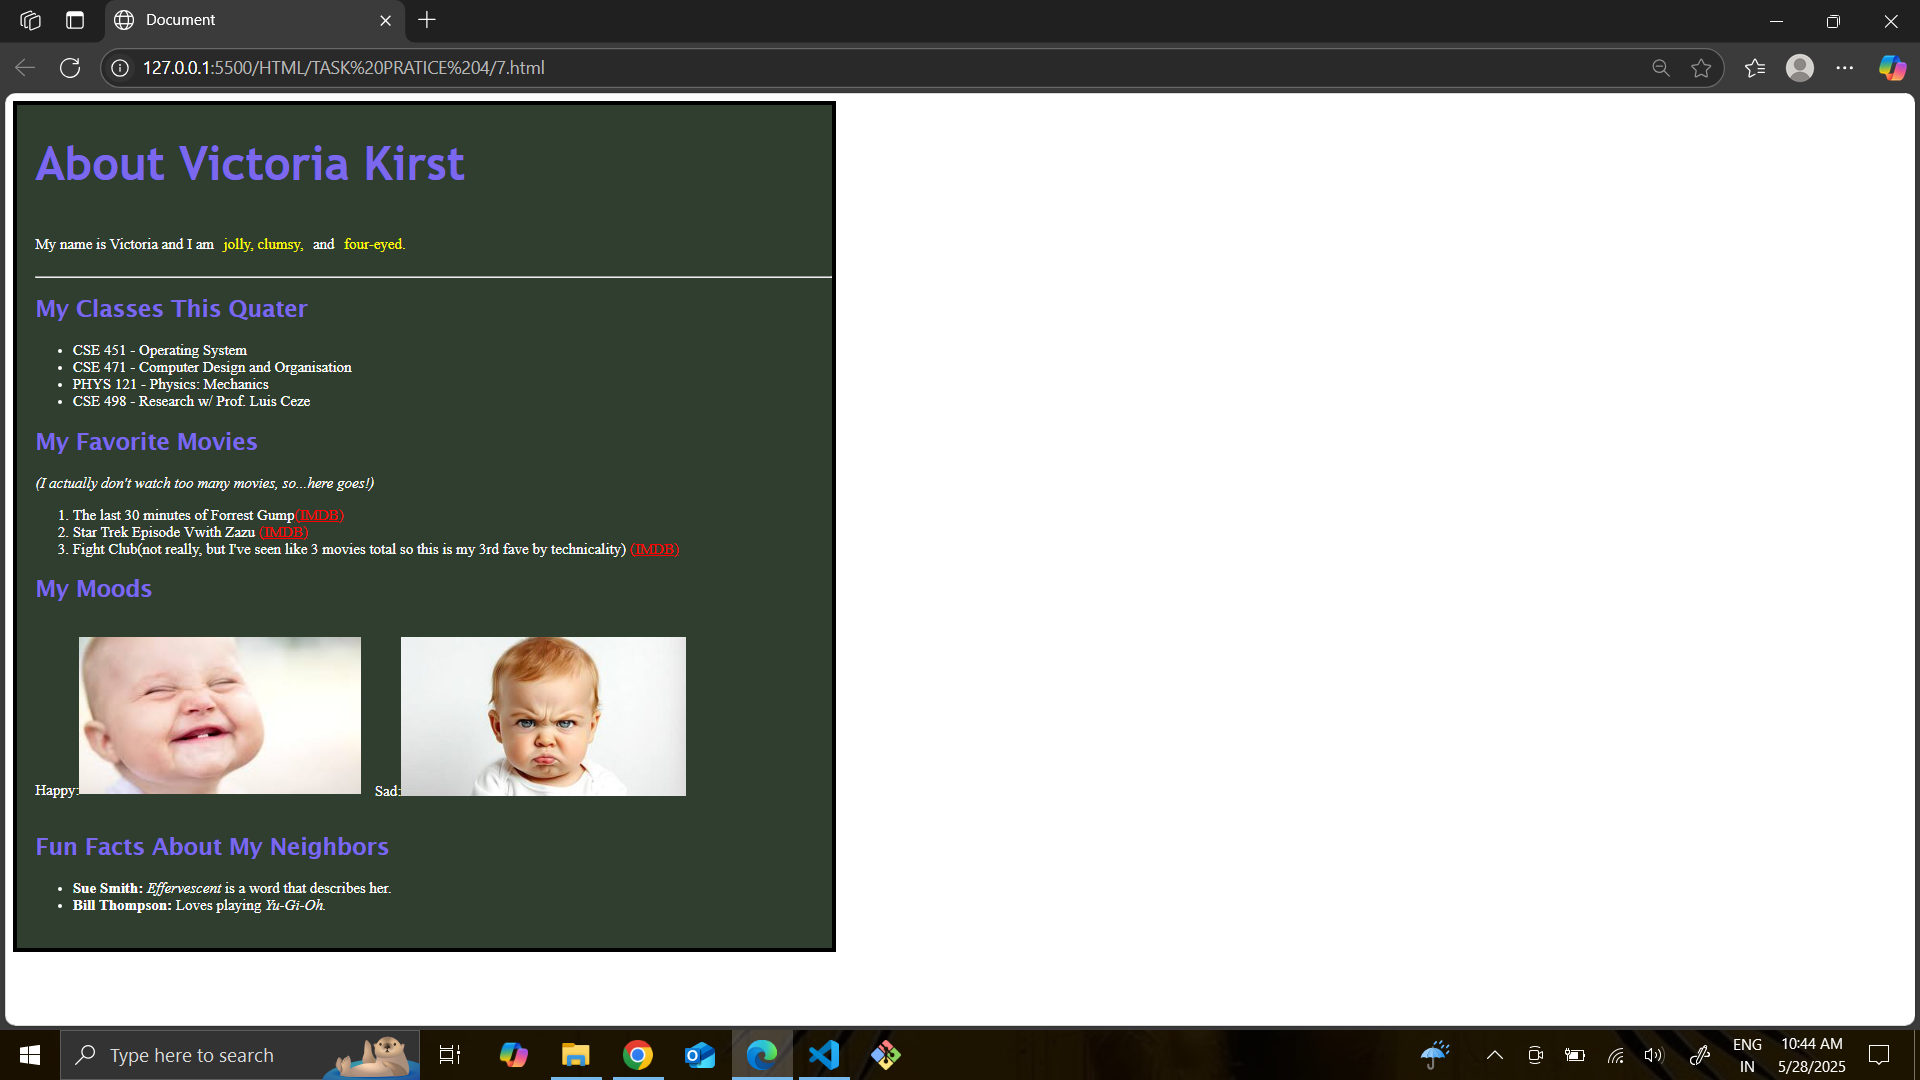 Document
127.0.0.1:5500/HTML/TASK%20PRATICE%204/7.html
About Victoria Kirst
My name is Victoria and I am jolly, clumsy, and four-eyed.
My Classes This Quater
• CSE 451 - Operating System
• CSE 471 - Computer Design and Organisation
• PHYS 121 - Physics: Mechanics
• CSE 498 - Research w/ Prof. Luis Ceze
My Favorite Movies
(I actually don't watch too many movies, so...here goes!)
1. The last 30 minutes of Forrest Gump(IMDB)
2. Star Trek Episode Vwith Zazu (IMDB)
3. Fight Club(not really, but I've seen like 3 movies total so this is my 3rd fave by technicality) (IMDB)
My Moods
Happy: Sad:
Fun Facts About My Neighbors
• Sue Smith: Effervescent is a word that describes her.
• Bill Thompson: Loves playing Yu-Gi-Oh.
Type here to search
ENG
IN
10:44 AM
5/28/2025